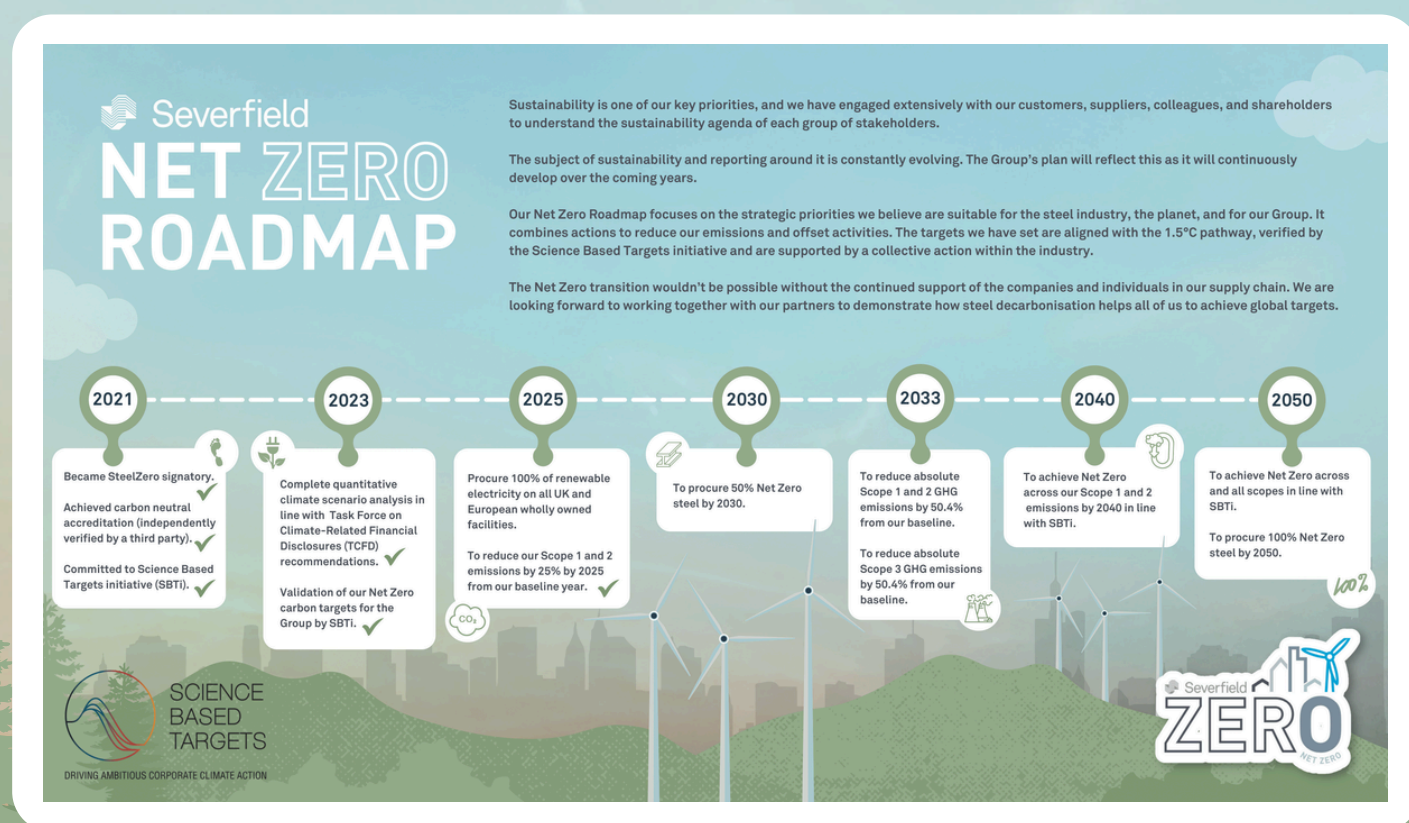 Severfield
NET ZERO
ROADMAP
Sustainability is one of our key priorities, and we have engaged extensively with our customers, suppliers, colleagues, and shareholders
to understand the sustainability agenda of each group of stakeholders.
The subject of sustainability and reporting around it is constantly evolving. The Group's plan will reflect this as it will continuously
develop over the coming years.
Our Net Zero Roadmap focuses on the strategic priorities we believe are suitable for the steel industry, the planet, and for our Group. It
combines actions to reduce our emissions and offset activities. The targets we have set are aligned with the 1.5°C pathway, verified by
the Science Based Targets initiative and are supported by a collective action within the industry.
The Net Zero transition wouldn't be possible without the continued support of the companies and individuals in our supply chain. We are
looking forward to working together with our partners to demonstrate how steel decarbonisation helps all of us to achieve global targets.
2021
Became SteelZero signatory.
Achieved carbon neutral
accreditation (independently
verified by a third party).
Committed to Science Based
Targets initiative (SBTi).
2023
Complete quantitative
climate scenario analysis in
line with Task Force on
Climate-Related Financial
Disclosures (TCFD)
recommendations.
Validation of our Net Zero
carbon targets for the
Group by SBTi.
2025
Procure 100% of renewable
electricity on all UK and
European wholly owned
facilities.
To reduce our Scope 1 and 2
emissions by 25% by 2025
from our baseline year.
CO₂
2030
To procure 50% Net Zero
steel by 2030.
2033
To reduce absolute
Scope 1 and 2 GHG
emissions by 50.4%
from our baseline.
To reduce absolute
Scope 3 GHG emissions
by 50.4% from our
baseline.
2040
To achieve Net Zero
across our Scope 1 and 2
emissions by 2040 in line
with SBTi.
2050
To achieve Net Zero across
and all scopes in line with
SBTi.
To procure 100% Net Zero
steel by 2050.
100%
SCIENCE
BASED
TARGETS
DRIVING AMBITIOUS CORPORATE CLIMATE ACTION
Severfield
ZERO
NET ZERO